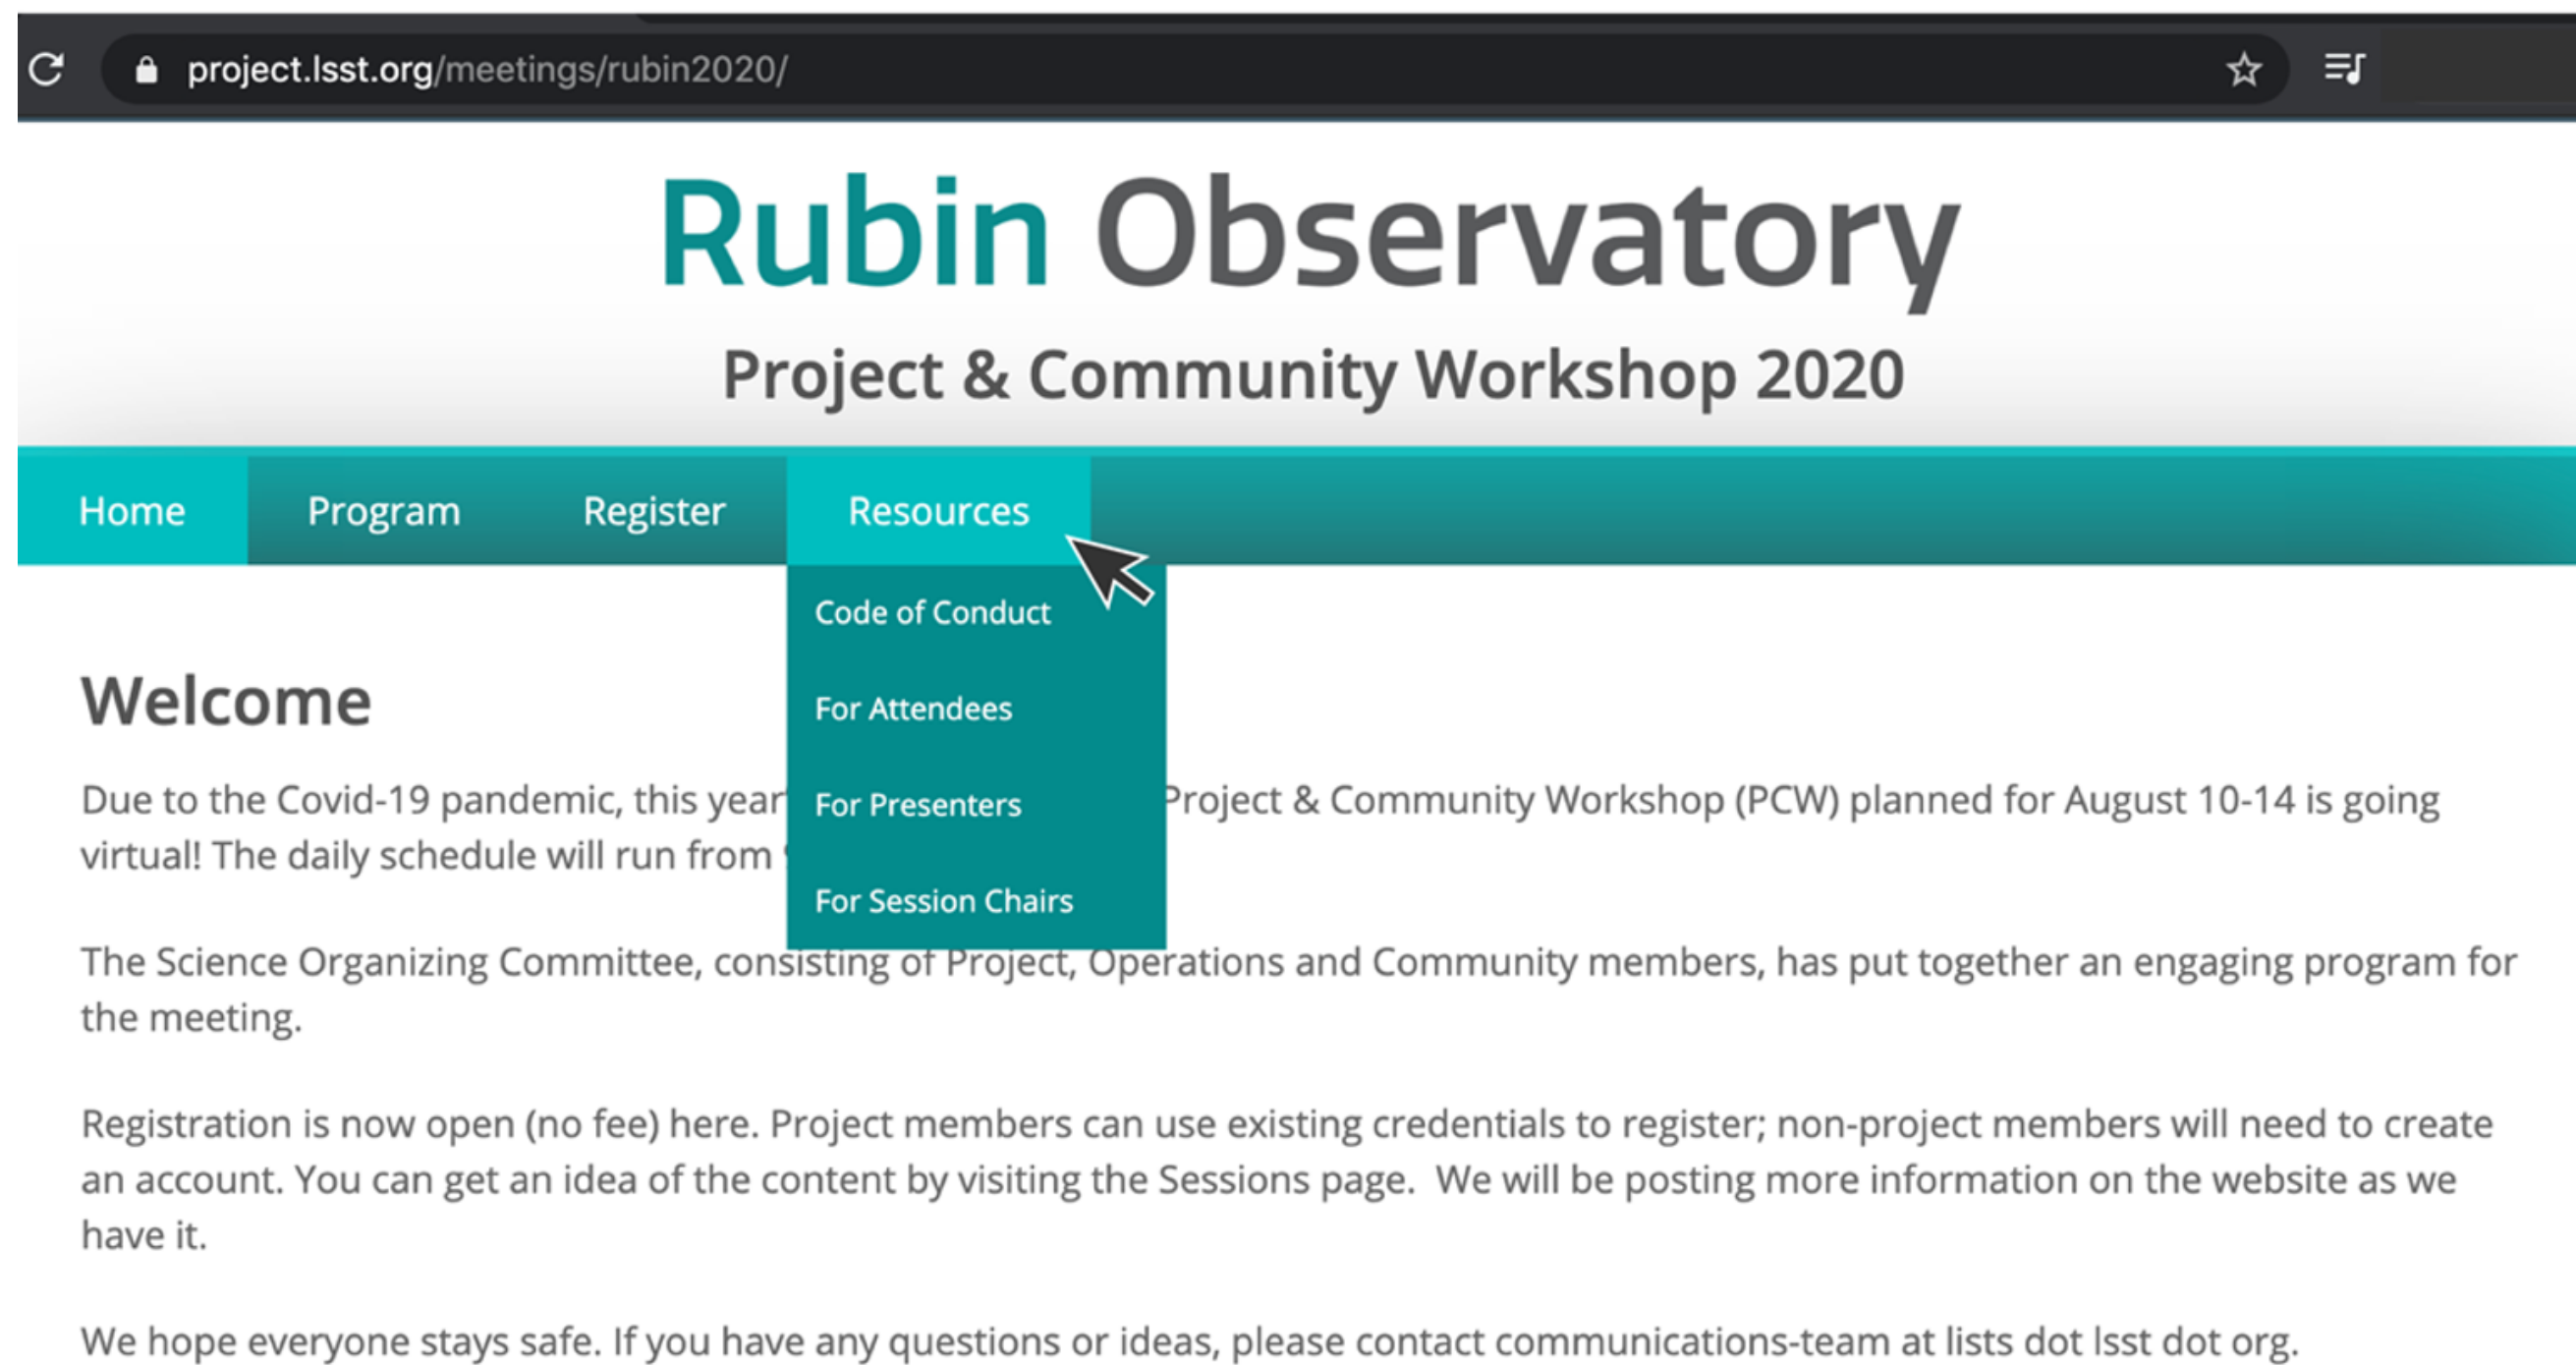 project.lsst.org/meetings/rubin2020/
Rubin Observatory
Project & Community Workshop 2020
Home Program Register Resources
Code of Conduct
For Attendees
For Presenters
For Session Chairs
Welcome
Due to the Covid-19 pandemic, this year Project & Community Workshop (PCW) planned for August 10-14 is going
virtual! The daily schedule will run from
The Science Organizing Committee, consisting of Project, Operations and Community members, has put together an engaging program for
the meeting.
Registration is now open (no fee) here. Project members can use existing credentials to register; non-project members will need to create
an account. You can get an idea of the content by visiting the Sessions page. We will be posting more information on the website as we
have it.
We hope everyone stays safe. If you have any questions or ideas, please contact communications-team at lists dot lsst dot org.